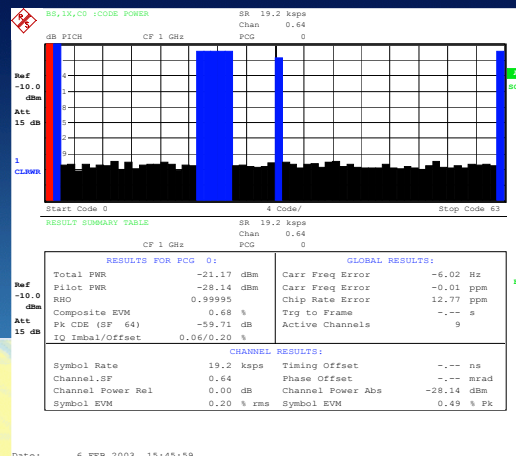 R S
BS,1X,C0 :CODE POWER SR 19.2 ksps
Chan 0.64
dB PICH CF 1 GHz PCG 0
Ref
-10.0
dBm
Att
15 dB
1
CLRWR
4
1
5
2
9
Start Code 0 4 Code/ Stop Code 63
RESULT SUMMARY TABLE SR 19.2 ksps
Chan 0.64
CF 1 GHz PCG 0
Ref
-10.0
dBm
Att
15 dB
RESULTS FOR PCG 0: GLOBAL RESULTS:
Total PWR -21.17 dBm Carr Freq Error -6.02 Hz
Pilot PWR -28.14 dBm Carr Freq Error -0.01 ppm
RHO 0.99995 Chip Rate Error 12.77 ppm
Composite EVM 0.68 % Trg to Frame -.-- s
Pk CDE (SF 64) -59.71 dB Active Channels 9
IQ Imbal/Offset 0.06/0.20 %
CHANNEL RESULTS:
Symbol Rate 19.2 ksps Timing Offset -.-- ns
Channel.SF 0.64 Phase Offset -.-- mrad
Channel Power Rel 0.00 dB Channel Power Abs -28.14 dBm
Symbol EVM 0.20 % rms Symbol EVM 0.49 % Pk
Date: 6 FEB 2003 15:45:59